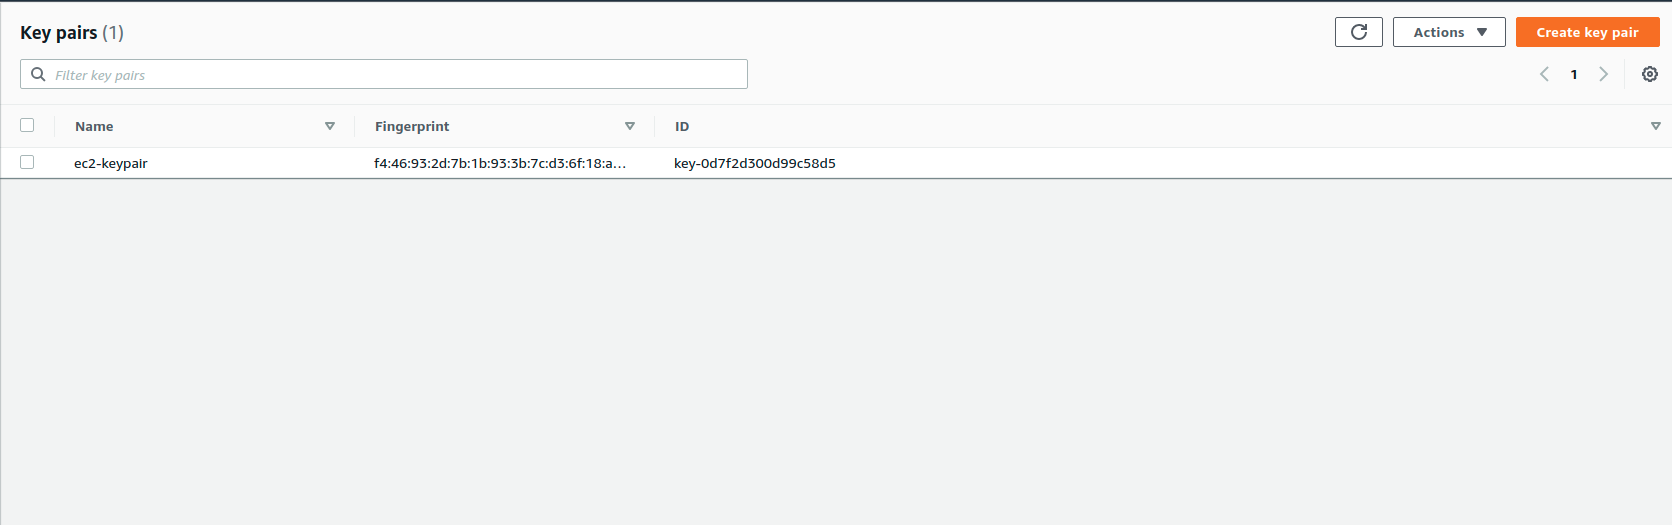 Key pairs (1)
Actions
Create key pair
Filter key pairs
1
Name Fingerprint ID
ec2-keypair f4:46:93:2d:7b:1b:93:3b:7c:d3:6f:18:a... key-0d7f2d300d99c58d5